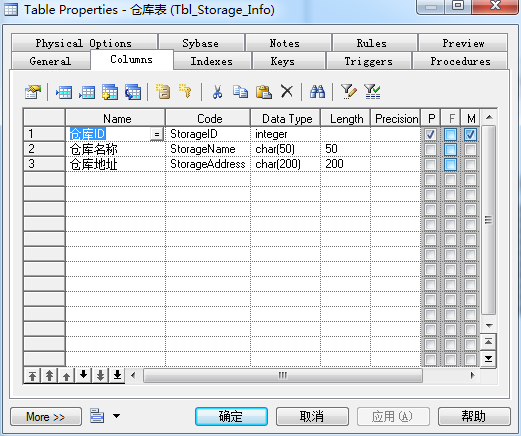 Table Properties - 仓库表 (Tbl_Storage_Info)
Physical Options Sybase Notes Rules Preview
General Columns Indexes Keys Triggers Procedures
Name Code Data Type Length Precision P F M
1 仓库ID = StorageID integer
2 仓库名称 StorageName char(50) 50
3 仓库地址 StorageAddress char(200) 200
More >> 确定 取消 应用(A) 帮助